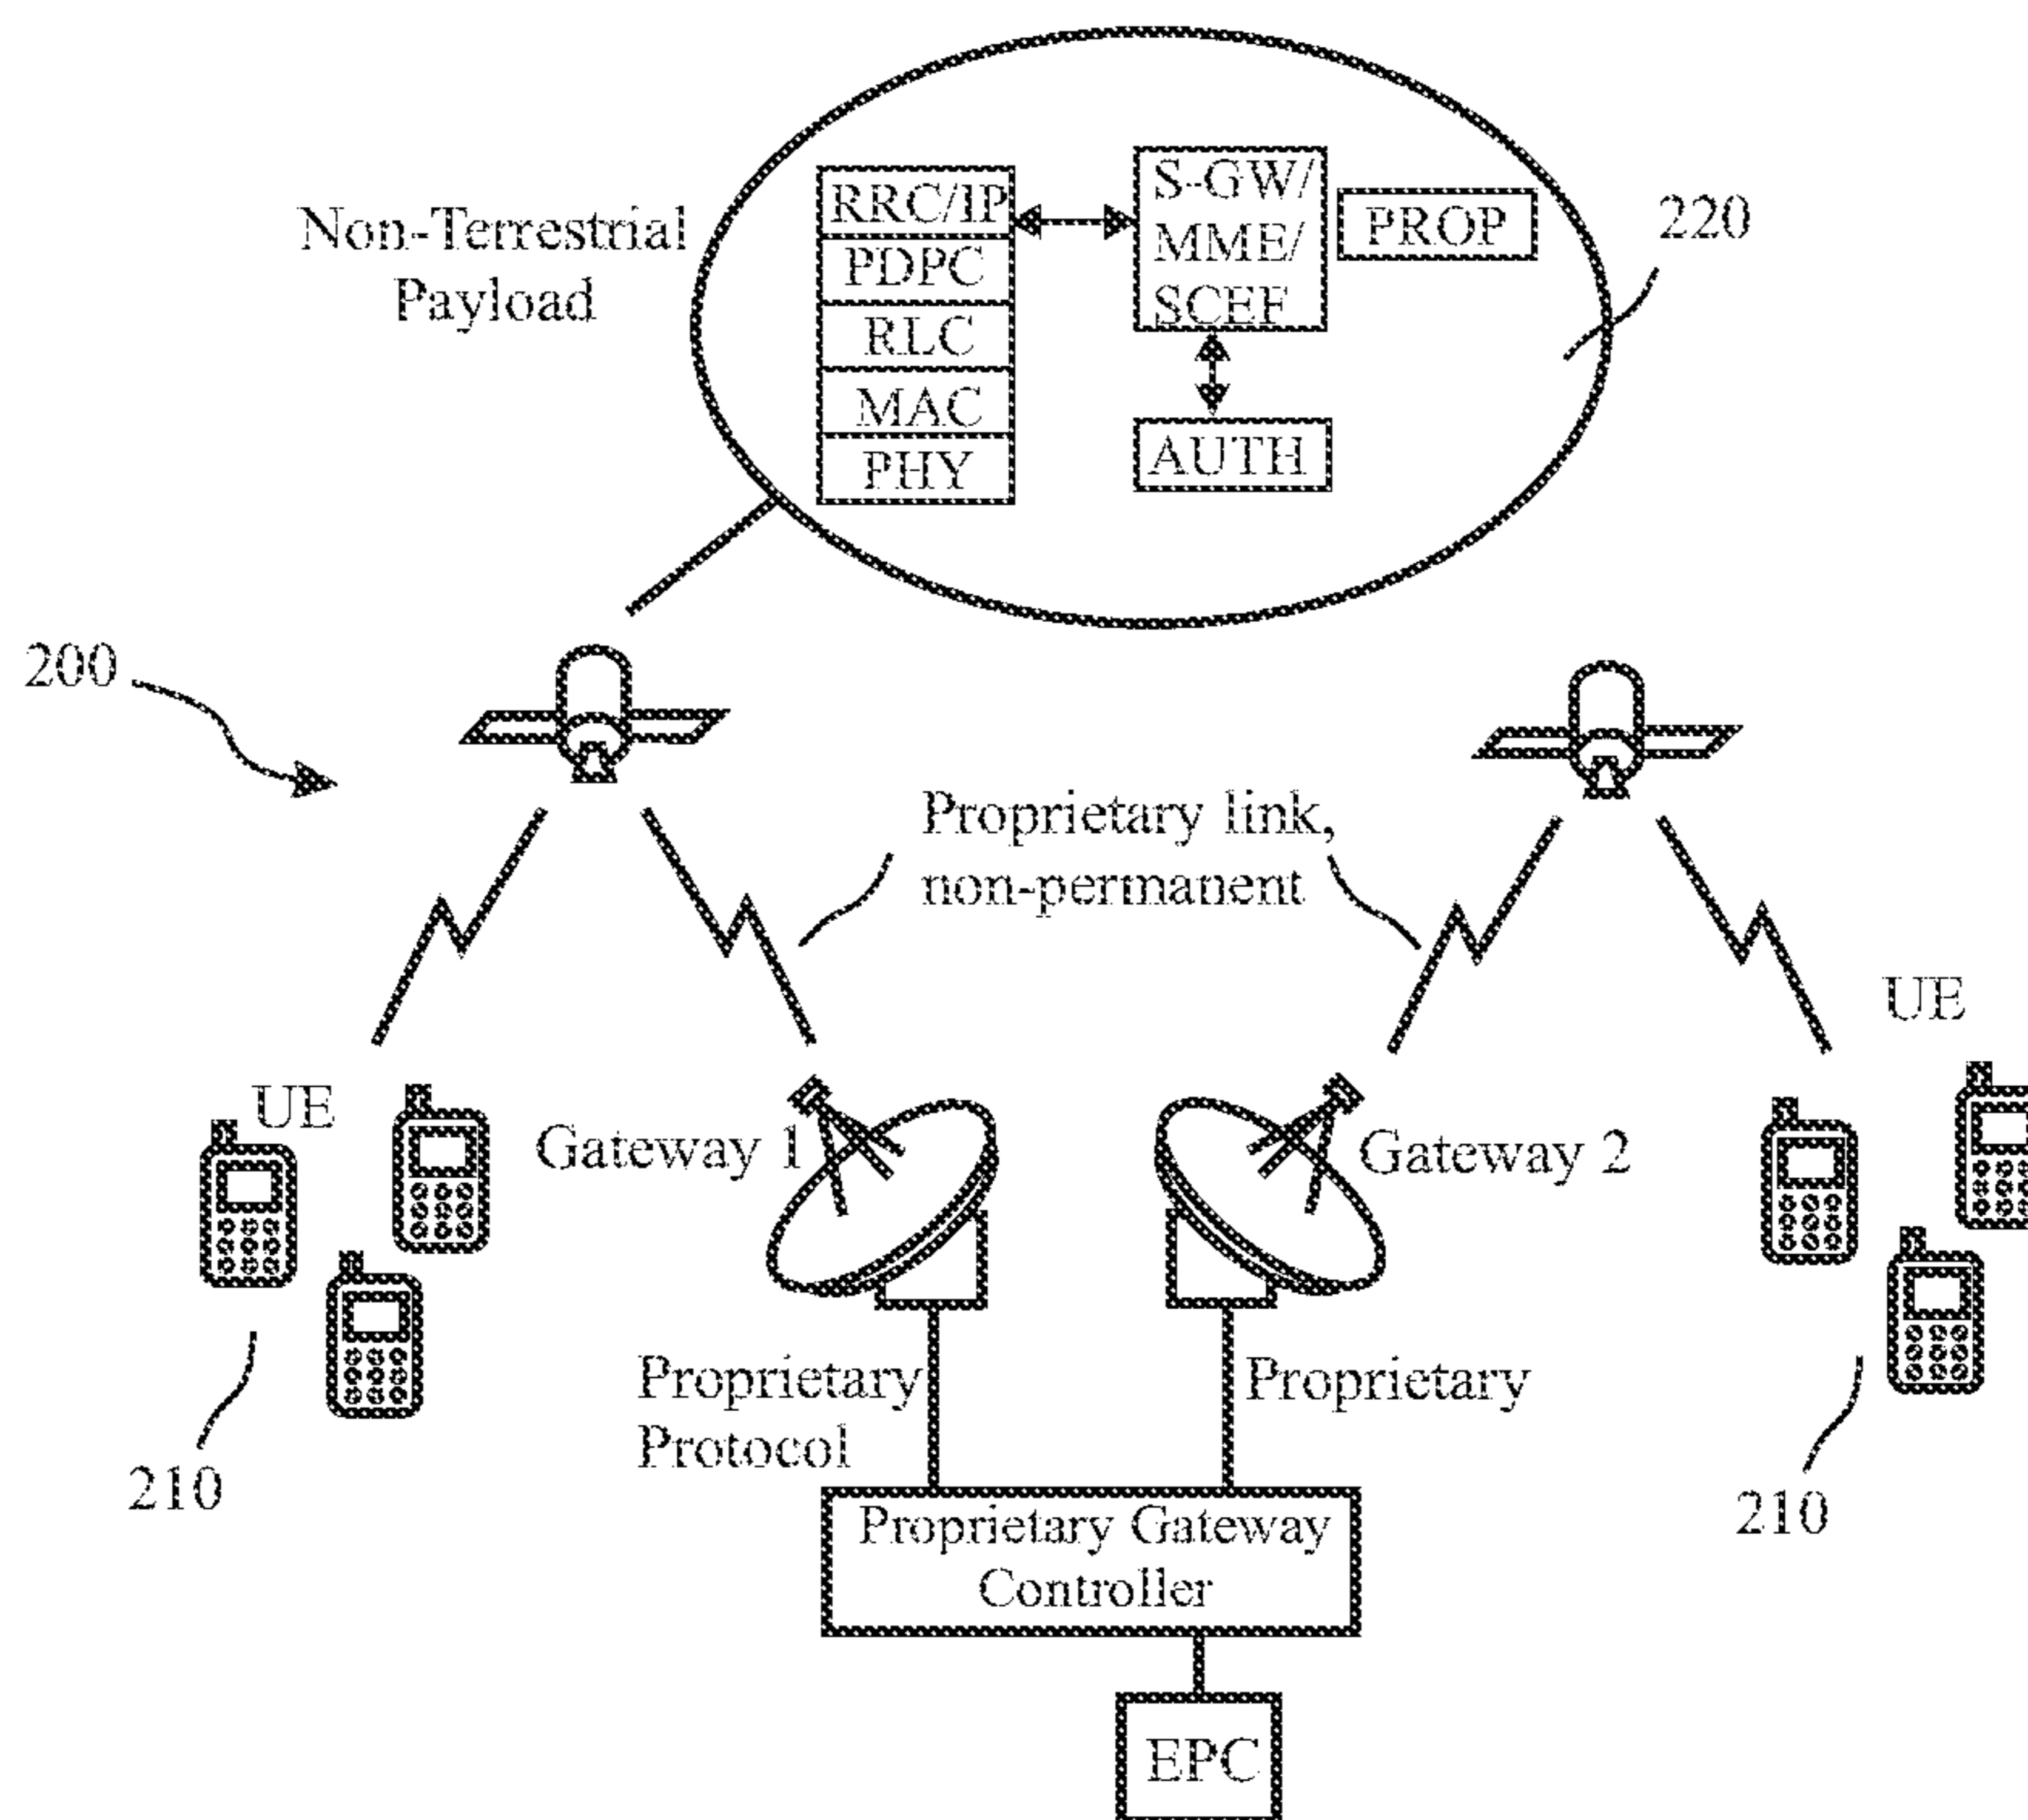 Non-Terrestrial
Payload
RRC/IP
PDPC
RLC
MAC
PHY
S-GW/
MME/
SCEF
PROP
AUTH
220
200
Proprietary link,
non-permanent
UE
UE
Gateway 1
Gateway 2
210
Proprietary
Protocol
Proprietary
210
Proprietary Gateway
Controller
EPC